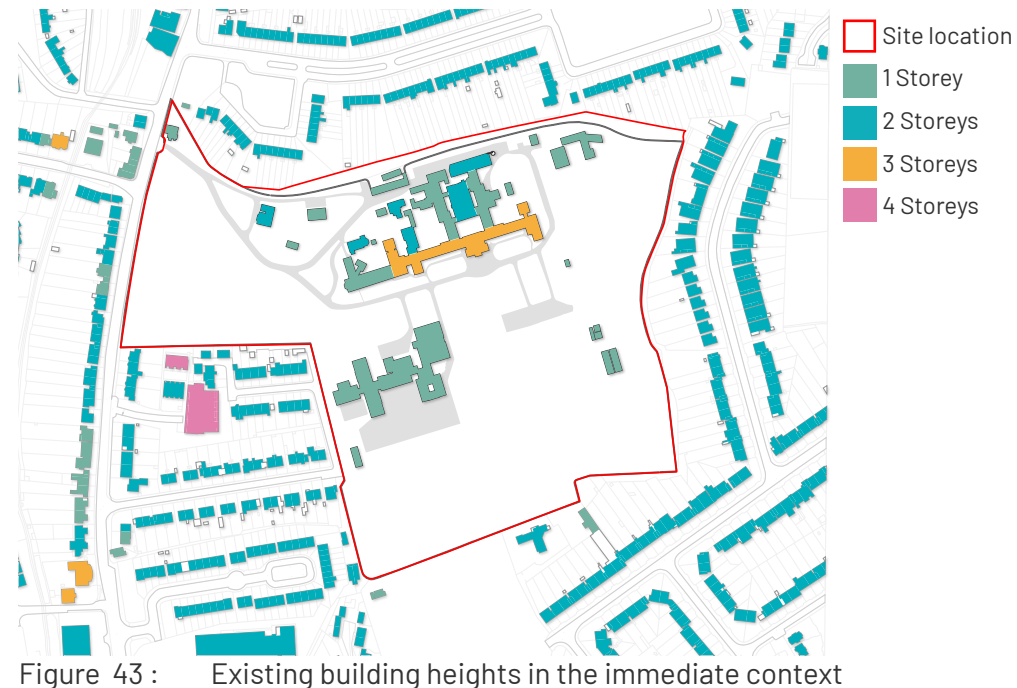 Site location
1 Storey
2 Storeys
3 Storeys
4 Storeys
Figure 43 : Existing building heights in the immediate context